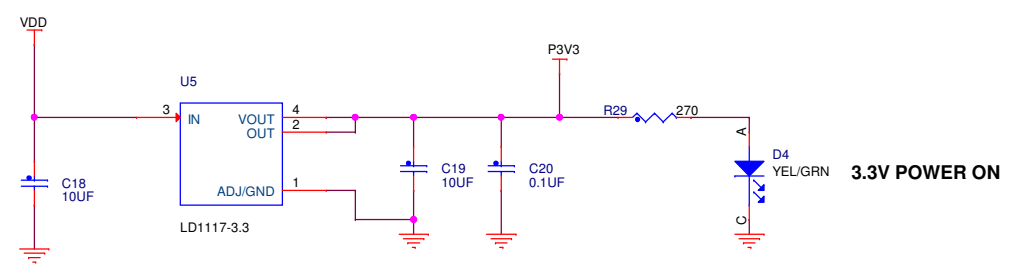 VDD
P3V3
U5
3 IN VOUT 4
OUT 2
R29 270
A
C18
10UF
ADJ/GND 1
C19
10UF
C20
0.1UF
D4
YEL/GRN
3.3V POWER ON
C
LD1117-3.3